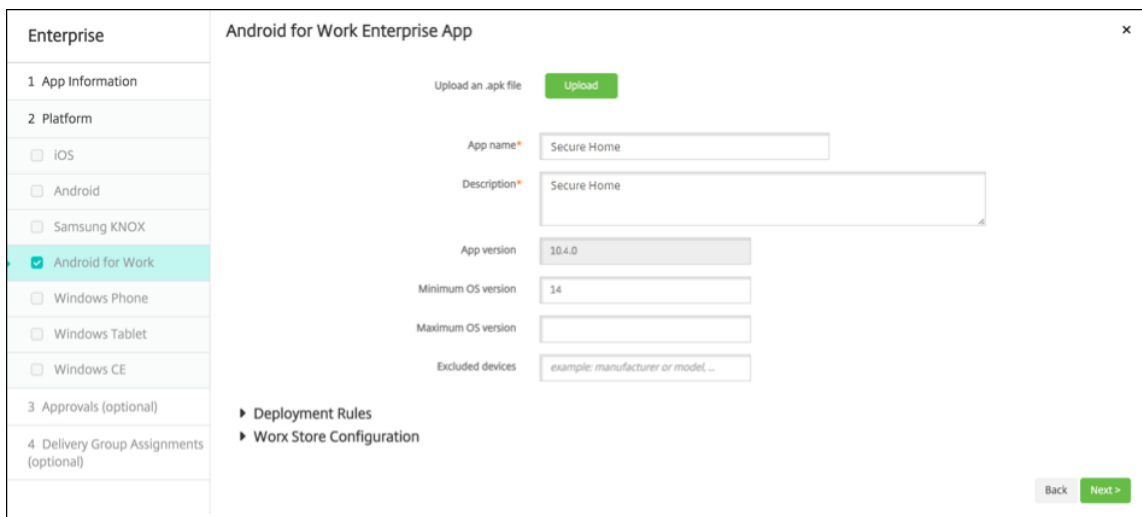 Enterprise
1 App Information
2 Platform
iOS
Android
Samsung KNOX
Android for Work
Windows Phone
Windows Tablet
Windows CE
3 Approvals (optional)
4 Delivery Group Assignments
(optional)
Android for Work Enterprise App
×
Upload an .apk file
Upload
App name*
Secure Home
Description*
Secure Home
App version
10.4.0
Minimum OS version
14
Maximum OS version
Excluded devices
example: manufacturer or model, ...
Deployment Rules
Worx Store Configuration
Back
Next >